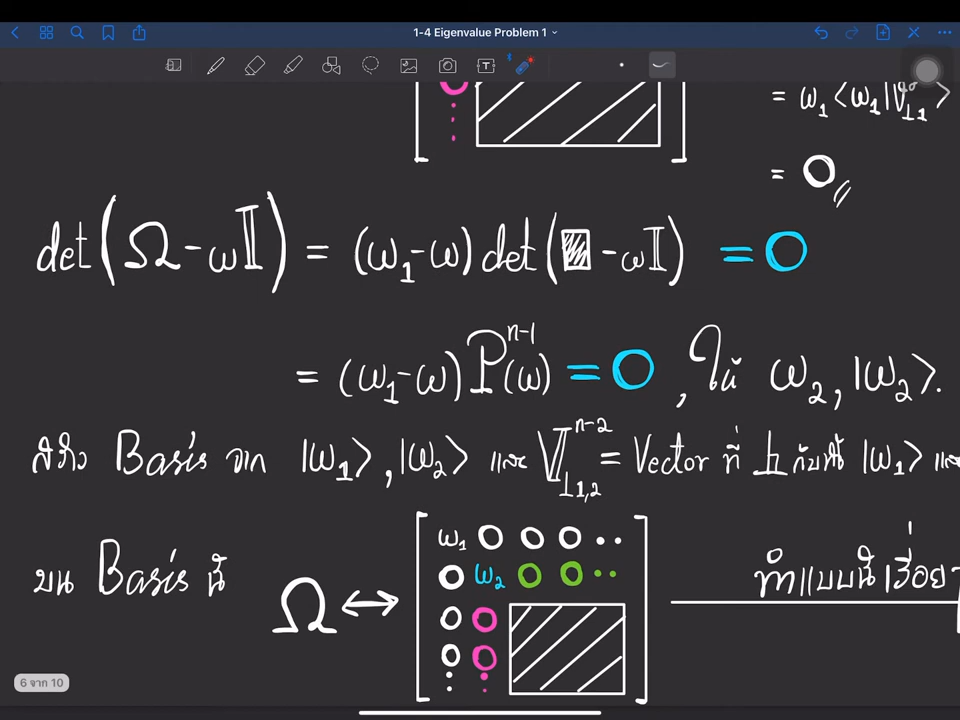 1-4 Eigenvalue Problem 1
= ω₁⟨ω₁|V⊥1⟩
= 0
det(Ω - ω𝕀) = (ω₁-ω) det(▨ - ω𝕀) = 0
= (ω₁-ω) ℙⁿ⁻¹(ω) = 0 , ได้ ω₂, |ω₂⟩.
สร้าง Basis จาก |ω₁⟩, |ω₂⟩ และ 𝕍ⁿ⁻²⊥1,2 = Vector ที่ ⊥ กับทั้ง |ω₁⟩ และ
บน Basis นี้ Ω ↔ ทำแบบนี้เรื่อย
ω₁ 0 0 0 ..
0 ω₂ 0 0 ..
0 0
0 0
6 จาก 10